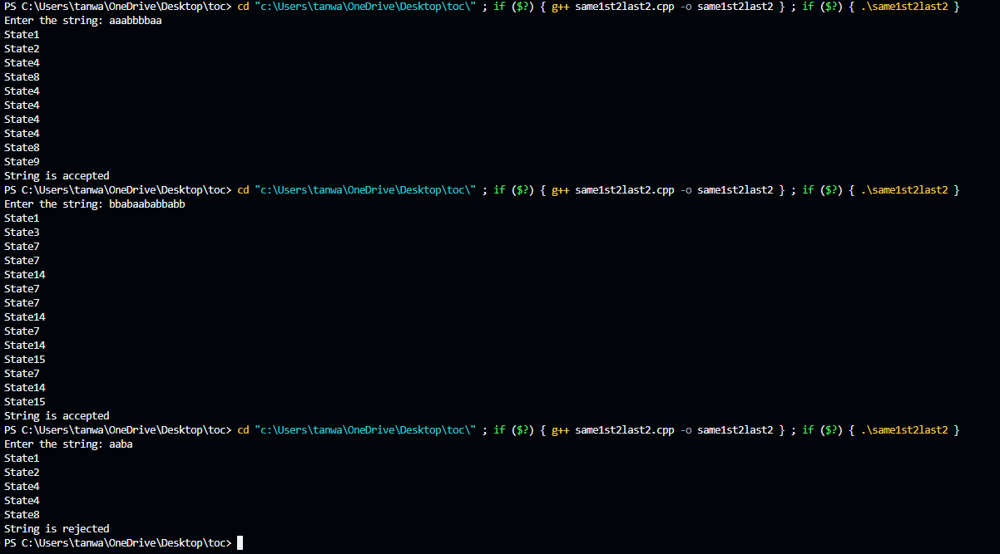 PS C:\Users\tanwa\OneDrive\Desktop\toc> cd "c:\Users\tanwa\OneDrive\Desktop\toc\" ; if ($?) { g++ same1st2last2.cpp -o same1st2last2 } ; if ($?) { .\same1st2last2 }
Enter the string: aaabbbbaa
State1
State2
State4
State8
State4
State4
State4
State4
State8
State9
String is accepted
PS C:\Users\tanwa\OneDrive\Desktop\toc> cd "c:\Users\tanwa\OneDrive\Desktop\toc\" ; if ($?) { g++ same1st2last2.cpp -o same1st2last2 } ; if ($?) { .\same1st2last2 }
Enter the string: bbabaababbabb
State1
State3
State7
State7
State14
State7
State7
State14
State7
State14
State15
State7
State14
State15
String is accepted
PS C:\Users\tanwa\OneDrive\Desktop\toc> cd "c:\Users\tanwa\OneDrive\Desktop\toc\" ; if ($?) { g++ same1st2last2.cpp -o same1st2last2 } ; if ($?) { .\same1st2last2 }
Enter the string: aaba
State1
State2
State4
State4
State8
String is rejected
PS C:\Users\tanwa\OneDrive\Desktop\toc>